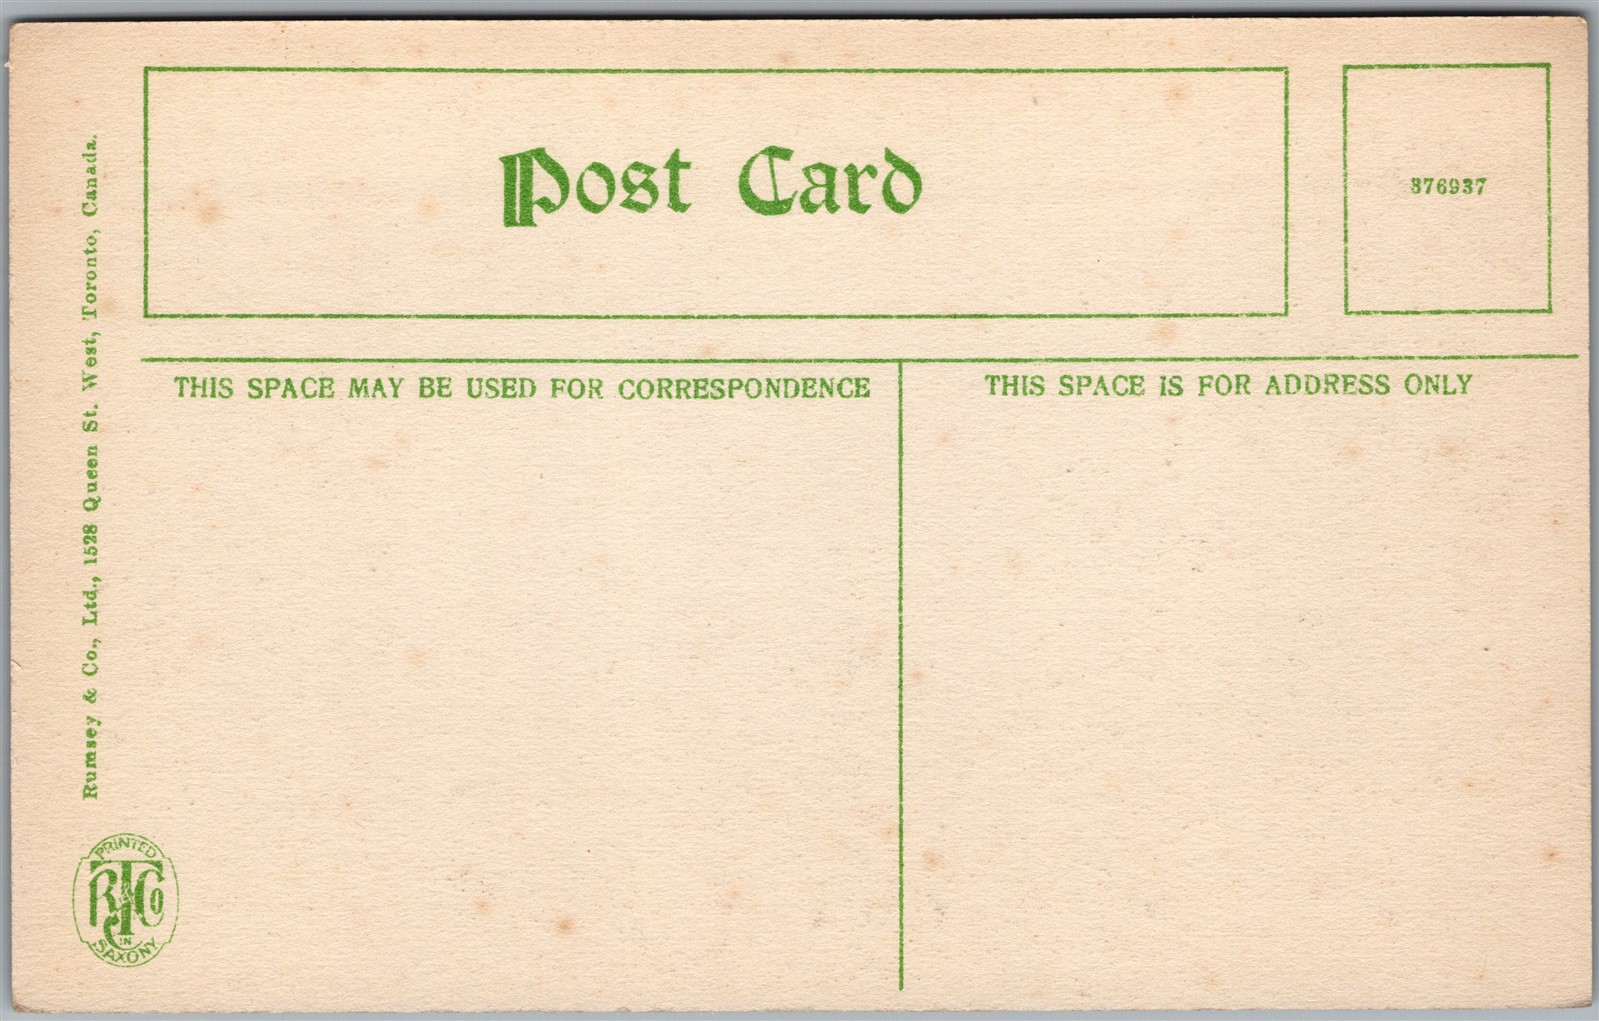 Post Card
376937
THIS SPACE MAY BE USED FOR CORRESPONDENCE
THIS SPACE IS FOR ADDRESS ONLY
Rumsey & Co., Ltd., 1528 Queen St. West, Toronto, Canada.
PRINTED
IN
SAXONY